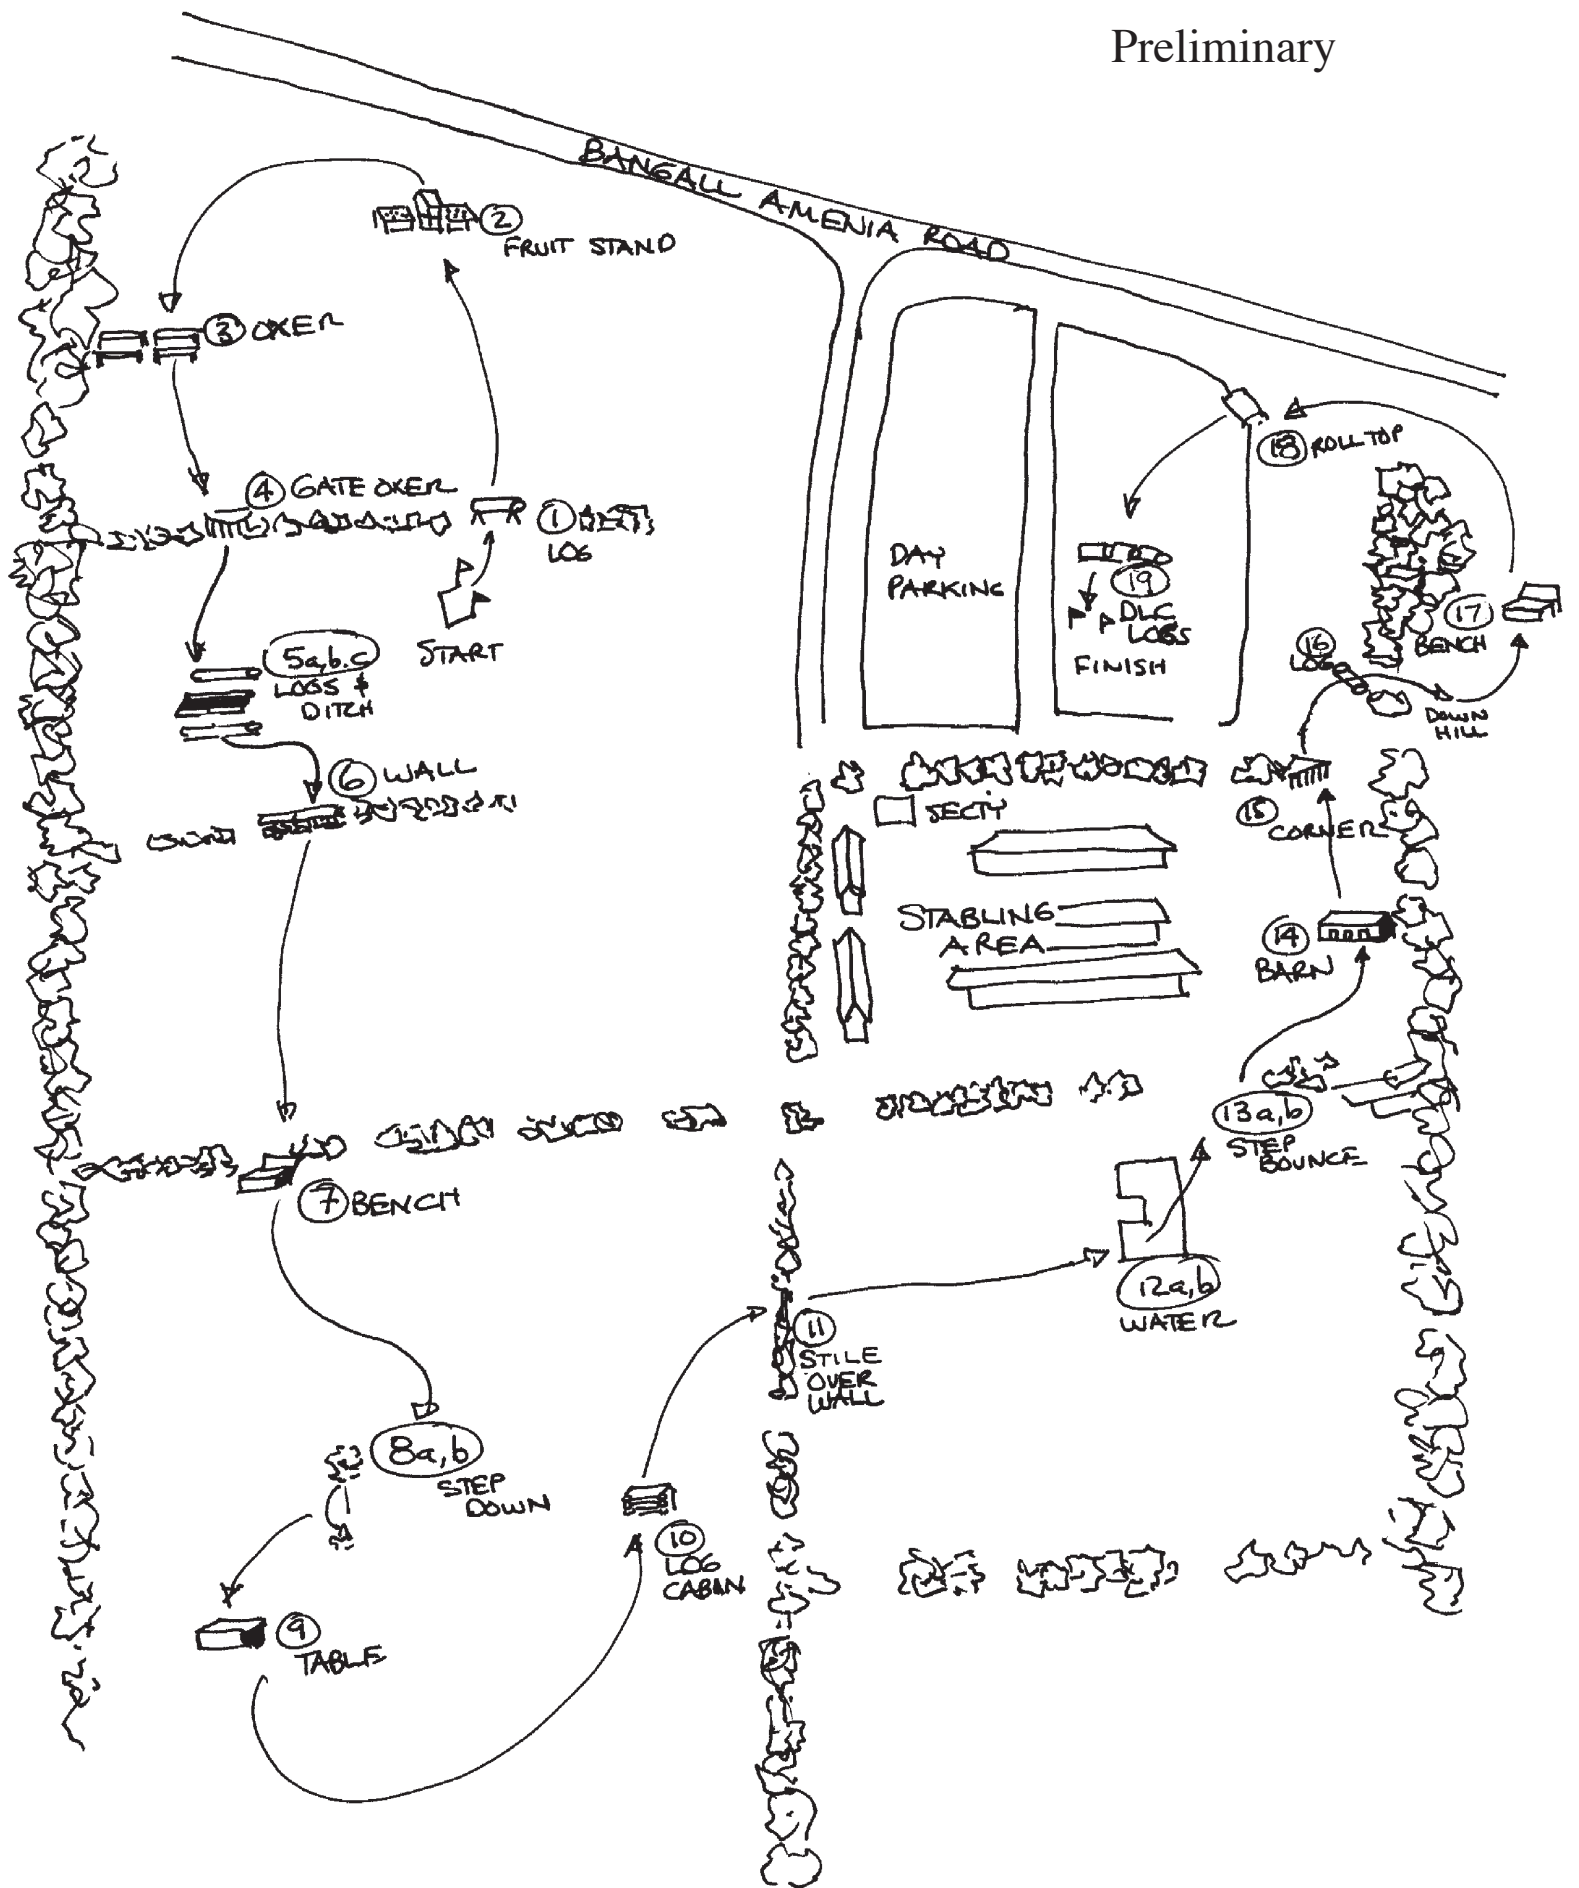 Preliminary
BANGALL AMENIA ROAD
2
FRUIT STAND
3 OXER
4 GATE OXER
1
LOG
START
5a,b.c
LOGS &
DITCH
6 WALL
7 BENCH
8a,b
STEP
DOWN
9
TABLE
10
LOG
CABIN
11
STILE
OVER
WALL
12a,b
WATER
13a,b
STEP
BOUNCE
14
BARN
15
CORNER
16
LOG
DOWN
HILL
17
BENCH
18 ROLLTOP
19
DLC
LOGS
FINISH
DAY
PARKING
SECTY
STABLING
AREA